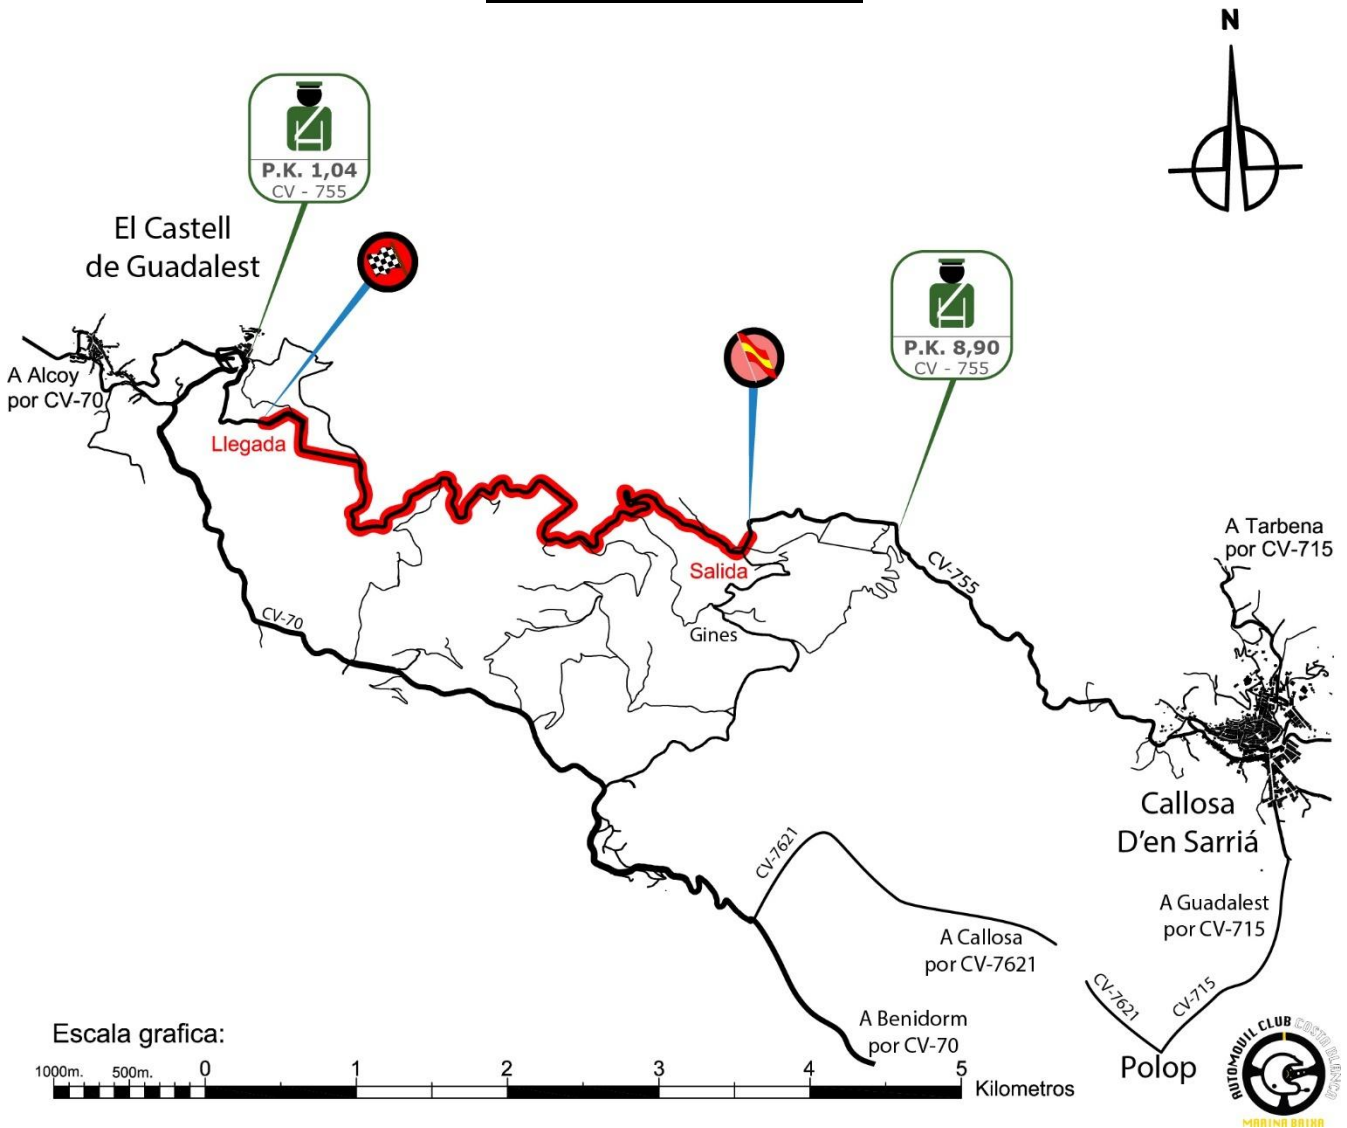 N
P.K. 1,04
CV - 755
El Castell
de Guadalest
P.K. 8,90
CV - 755
A Alcoy
por CV-70
Llegada
A Tarbena
por CV-715
Salida
CV-755
CV-70
Gines
Callosa
D'en Sarriá
CV-7621
A Guadalest
por CV-715
A Callosa
por CV-7621
CV-7621
CV-715
A Benidorm
por CV-70
Polop
Escala grafica:
1000m. 500m. 0 1 2 3 4 5
Kilometros
AUTOMOVIL CLUB COSTA BLANCA
MARINA BAIXA